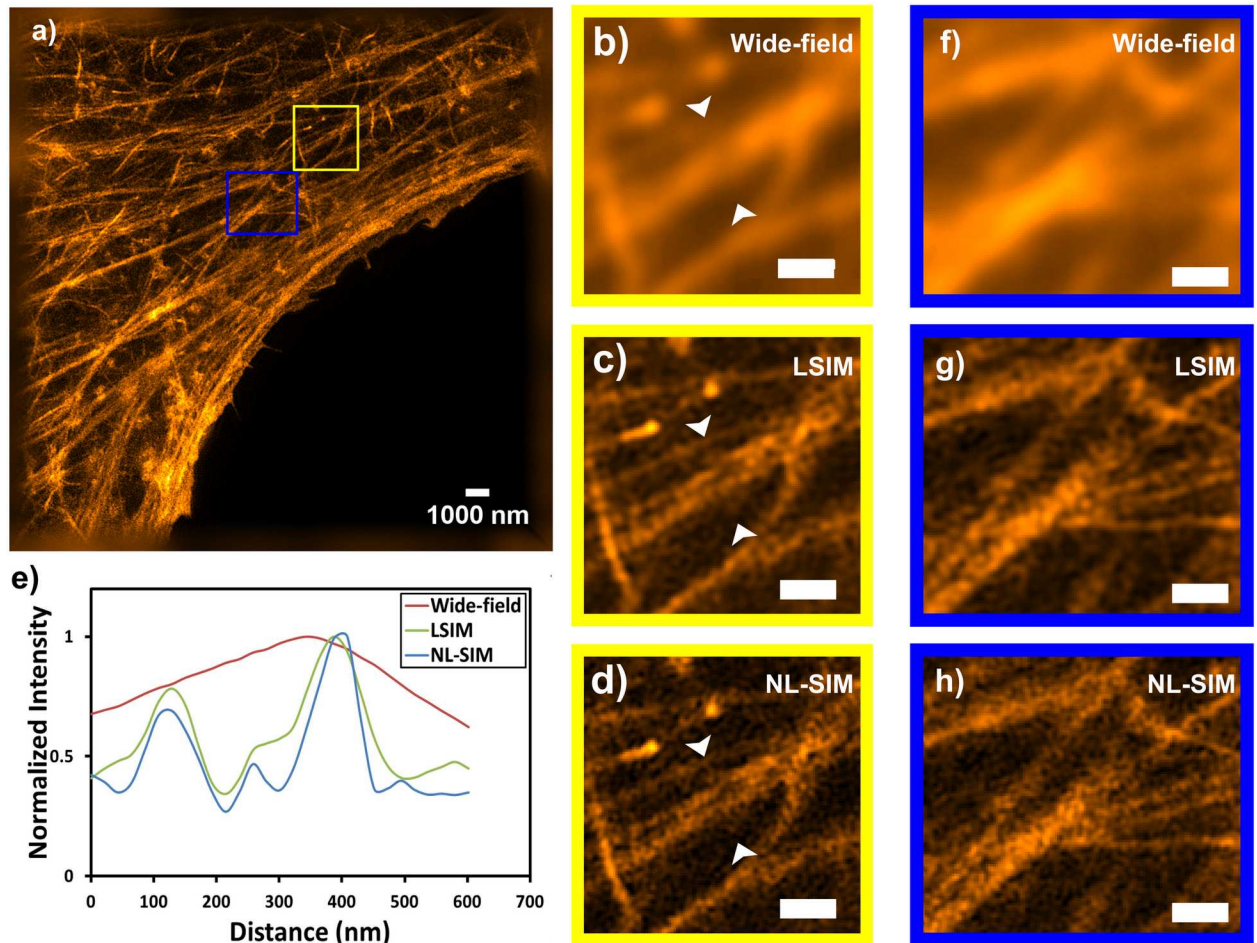 a)
1000 nm
b)
Wide-field
c)
LSIM
d)
NL-SIM
e)
Normalized Intensity
1
0.5
0
Wide-field
LSIM
NL-SIM
0 100 200 300 400 500 600 700
Distance (nm)
f)
Wide-field
g)
LSIM
h)
NL-SIM